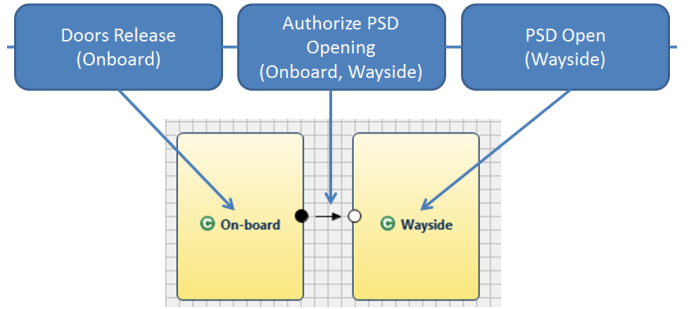 Doors Release
(Onboard)
Authorize PSD
Opening
(Onboard, Wayside)
PSD Open
(Wayside)
C On-board
C Wayside